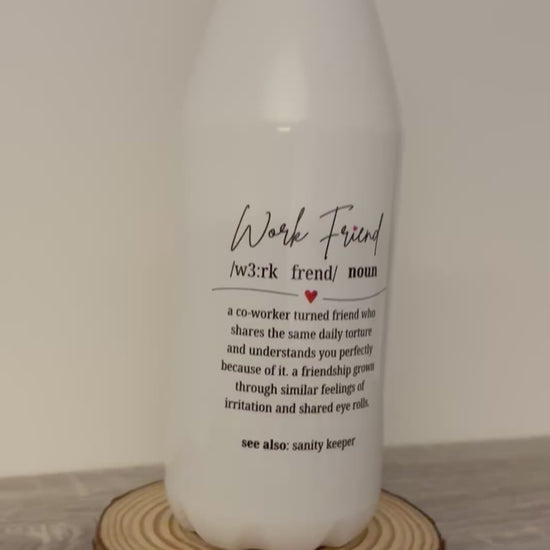 Work Friend
/w3:rk frend/ noun
a co-worker turned friend who
shares the same daily torture
and understands you perfectly
because of it. a friendship grown
through similar feelings of
irritation and shared eye rolls.
see also: sanity keeper